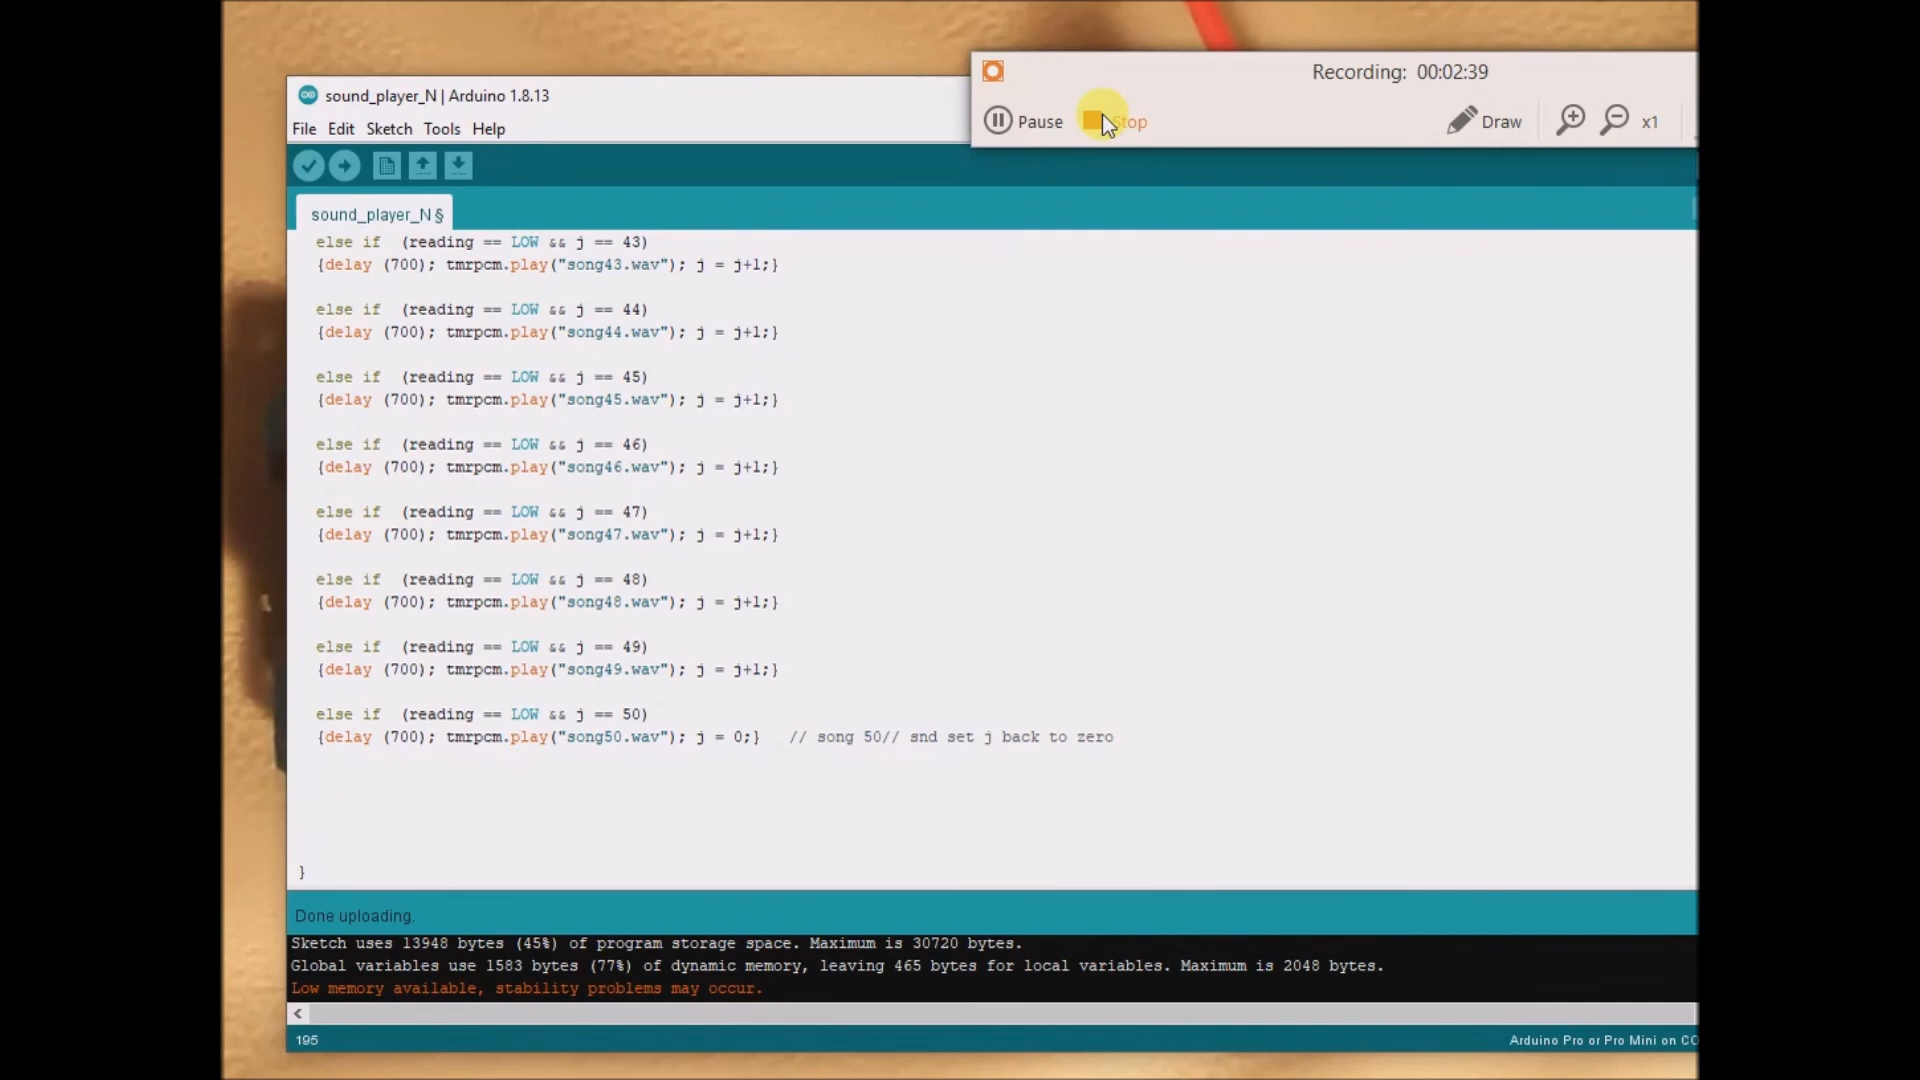 Recording: 00:02:39
Pause Stop Draw x1
sound_player_N | Arduino 1.8.13
File Edit Sketch Tools Help
sound_player_N §
else if (reading == LOW && j == 43)
{delay (700); tmrpcm.play("song43.wav"); j = j+1;}
else if (reading == LOW && j == 44)
{delay (700); tmrpcm.play("song44.wav"); j = j+1;}
else if (reading == LOW && j == 45)
{delay (700); tmrpcm.play("song45.wav"); j = j+1;}
else if (reading == LOW && j == 46)
{delay (700); tmrpcm.play("song46.wav"); j = j+1;}
else if (reading == LOW && j == 47)
{delay (700); tmrpcm.play("song47.wav"); j = j+1;}
else if (reading == LOW && j == 48)
{delay (700); tmrpcm.play("song48.wav"); j = j+1;}
else if (reading == LOW && j == 49)
{delay (700); tmrpcm.play("song49.wav"); j = j+1;}
else if (reading == LOW && j == 50)
{delay (700); tmrpcm.play("song50.wav"); j = 0;} // song 50// snd set j back to zero
}
Done uploading.
Sketch uses 13948 bytes (45%) of program storage space. Maximum is 30720 bytes.
Global variables use 1583 bytes (77%) of dynamic memory, leaving 465 bytes for local variables. Maximum is 2048 bytes.
Low memory available, stability problems may occur.
195
Arduino Pro or Pro Mini on CO